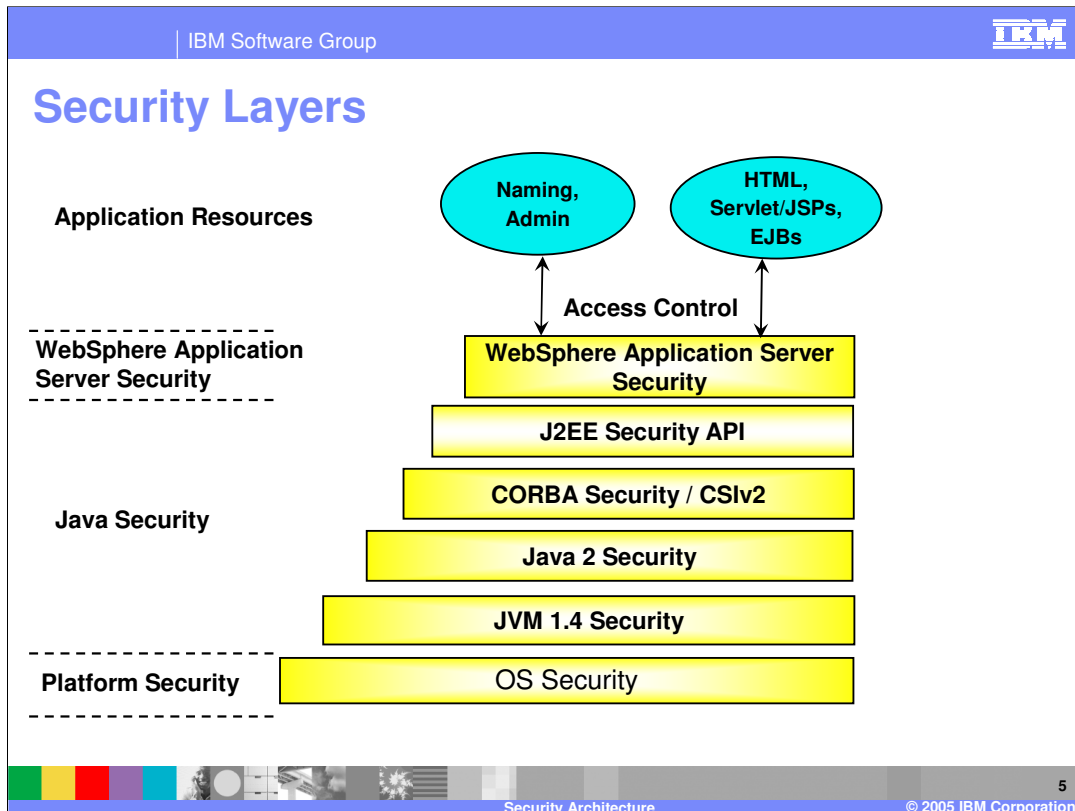 IBM Software Group
IBM
Security Layers
Application Resources
Naming,
Admin
HTML,
Servlet/JSPs,
EJBs
Access Control
WebSphere Application
Server Security
WebSphere Application Server
Security
J2EE Security API
CORBA Security / CSIv2
Java Security
Java 2 Security
JVM 1.4 Security
Platform Security
OS Security
5
Security Architecture
© 2005 IBM Corporation